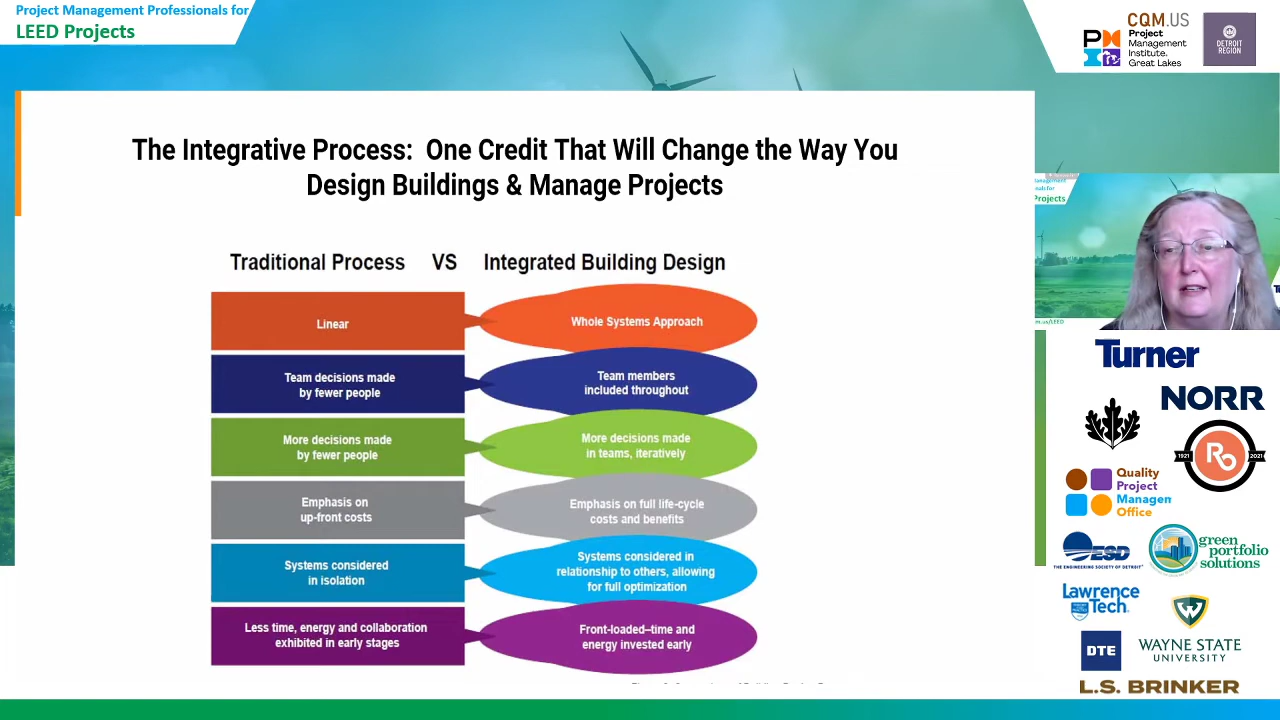 Project Management Professionals for
LEED Projects
CQM.US
PM
Project
Management
Institute.
Great Lakes
DETROIT
REGION
The Integrative Process: One Credit That Will Change the Way You
Design Buildings & Manage Projects
Traditional Process VS Integrated Building Design
Linear
Whole Systems Approach
Team decisions made
by fewer people
Team members
included throughout
More decisions made
by fewer people
More decisions made
in teams, iteratively
Emphasis on
up-front costs
Emphasis on full life-cycle
costs and benefits
Systems considered
in isolation
Systems considered in
relationship to others, allowing
for full optimization
Less time, energy and collaboration
exhibited in early stages
Front-loaded–time and
energy invested early
Projects
Turner
NORR
1921
Ro
2021
Quality
Project
Managen
Office
ESD
THE ENGINEERING SOCIETY OF DETROIT
green
portfolio
solutions
Lawrence
Tech
W
DTE
WAYNE STATE
UNIVERSITY
L.S. BRINKER